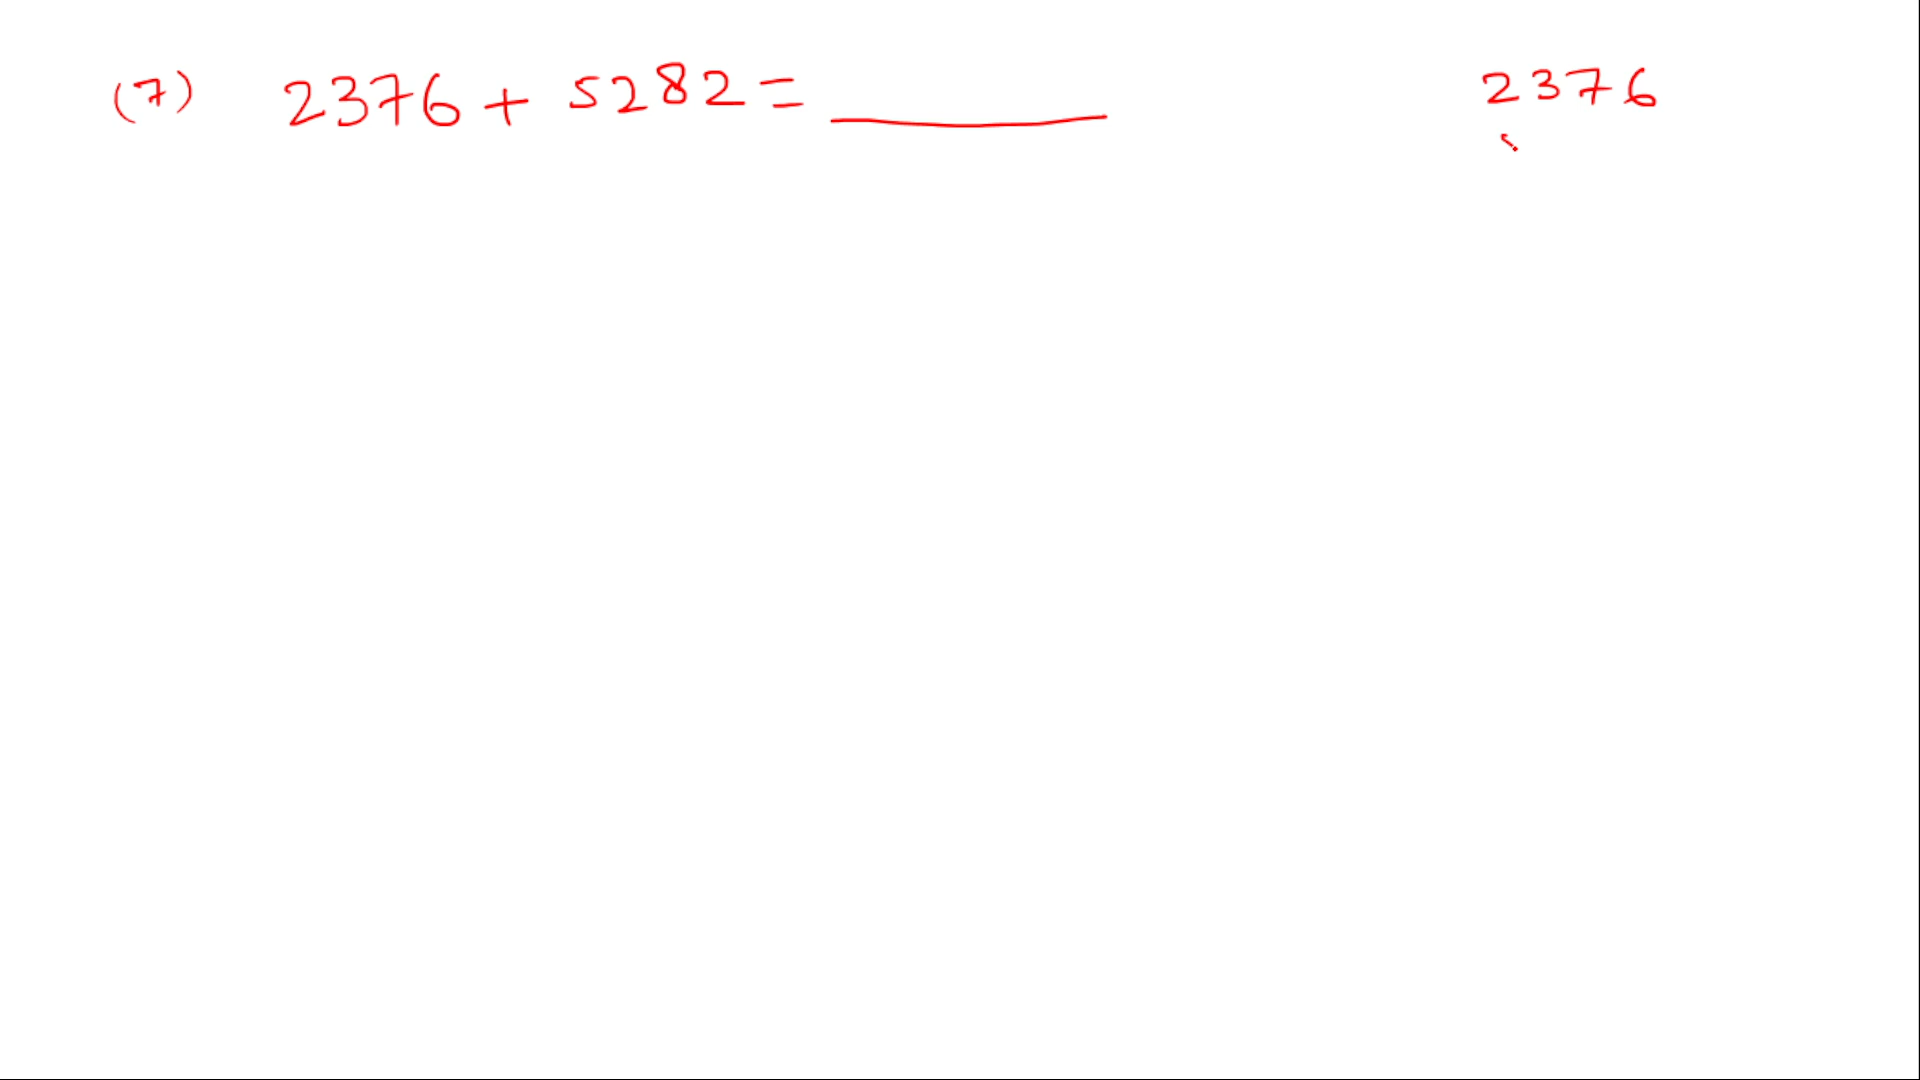 (7) 2376 + 5282 = ______ 2376